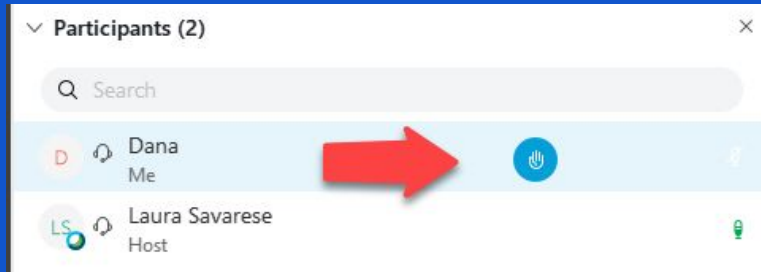 Participants (2)
Search
D
Dana
Me
LS
Laura Savarese
Host